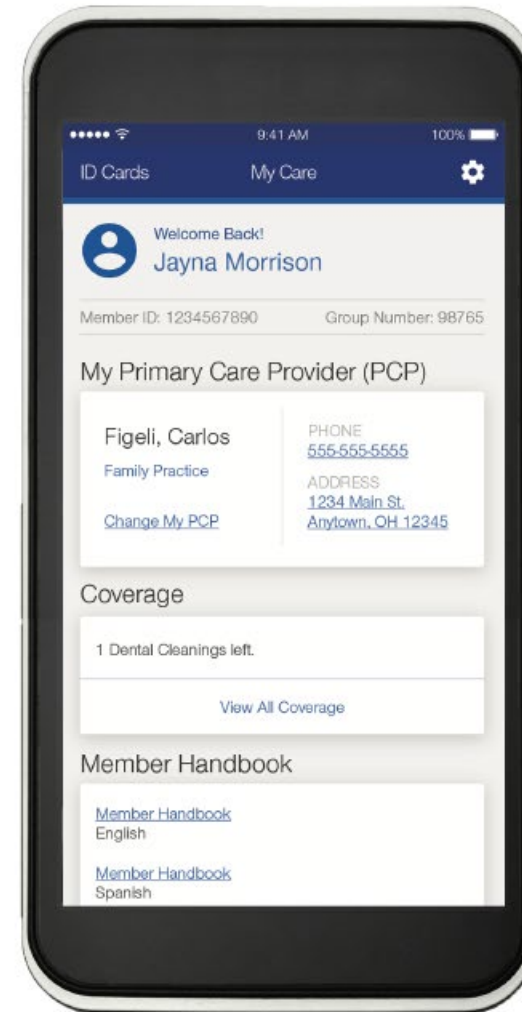 9:41 AM 100%
ID Cards My Care
Welcome Back!
Jayna Morrison
Member ID: 1234567890 Group Number: 98765
My Primary Care Provider (PCP)
Figeli, Carlos
Family Practice
Change My PCP
PHONE
555-555-5555
ADDRESS
1234 Main St.
Anytown, OH 12345
Coverage
1 Dental Cleanings left.
View All Coverage
Member Handbook
Member Handbook
English
Member Handbook
Spanish